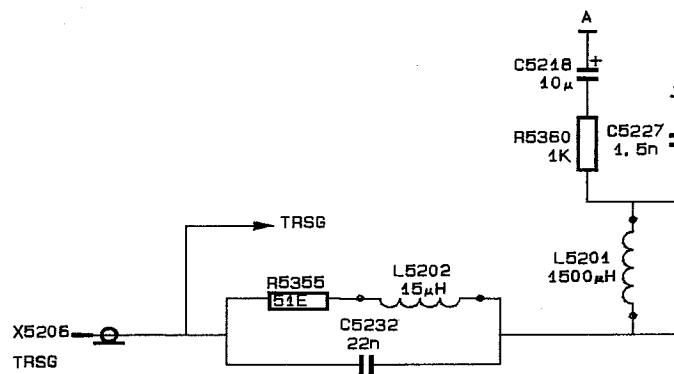 A
C5218
+
10μ
R5360
1K
C5227
1.5n
TRSG
L5201
1500μH
R5355
51E
L5202
15μH
C5232
22n
X5206
TRSG